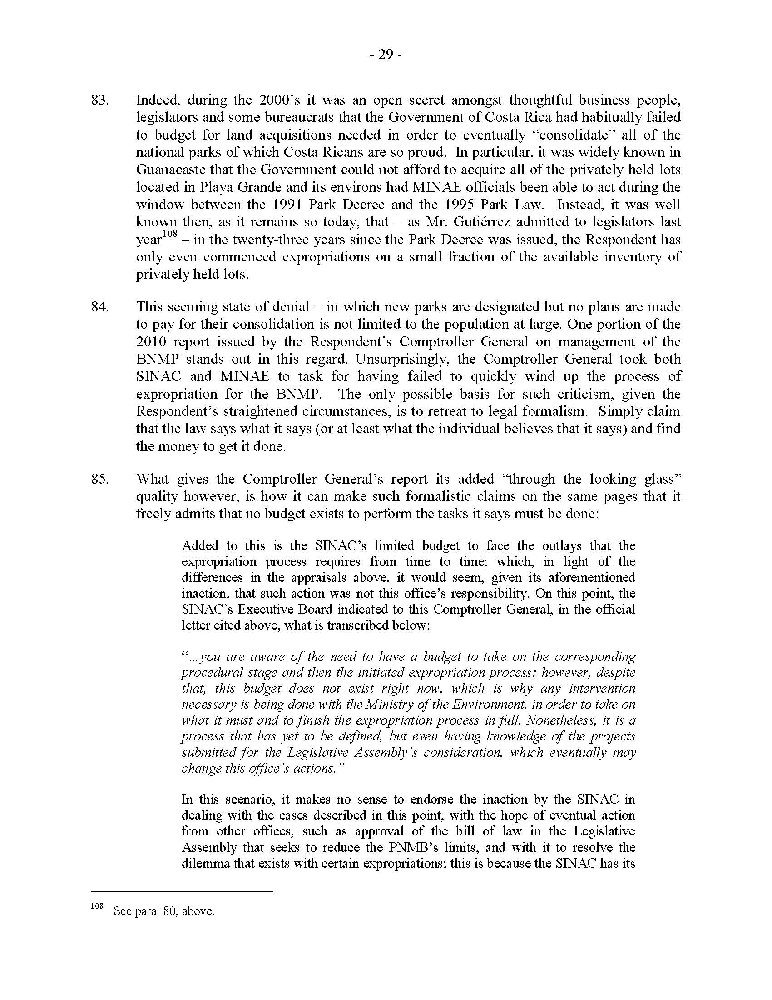 - 29 -
83. Indeed, during the 2000’s it was an open secret amongst thoughtful business people,
legislators and some bureaucrats that the Government of Costa Rica had habitually failed
to budget for land acquisitions needed in order to eventually “consolidate” all of the
national parks of which Costa Ricans are so proud. In particular, it was widely known in
Guanacaste that the Government could not afford to acquire all of the privately held lots
located in Playa Grande and its environs had MINAE officials been able to act during the
window between the 1991 Park Decree and the 1995 Park Law. Instead, it was well
known then, as it remains so today, that – as Mr. Gutiérrez admitted to legislators last
year108 – in the twenty-three years since the Park Decree was issued, the Respondent has
only even commenced expropriations on a small fraction of the available inventory of
privately held lots.
84. This seeming state of denial – in which new parks are designated but no plans are made
to pay for their consolidation is not limited to the population at large. One portion of the
2010 report issued by the Respondent’s Comptroller General on management of the
BNMP stands out in this regard. Unsurprisingly, the Comptroller General took both
SINAC and MINAE to task for having failed to quickly wind up the process of
expropriation for the BNMP. The only possible basis for such criticism, given the
Respondent’s straightened circumstances, is to retreat to legal formalism. Simply claim
that the law says what it says (or at least what the individual believes that it says) and find
the money to get it done.
85. What gives the Comptroller General’s report its added “through the looking glass”
quality however, is how it can make such formalistic claims on the same pages that it
freely admits that no budget exists to perform the tasks it says must be done:
Added to this is the SINAC’s limited budget to face the outlays that the
expropriation process requires from time to time; which, in light of the
differences in the appraisals above, it would seem, given its aforementioned
inaction, that such action was not this office’s responsibility. On this point, the
SINAC’s Executive Board indicated to this Comptroller General, in the official
letter cited above, what is transcribed below:
“...you are aware of the need to have a budget to take on the corresponding
procedural stage and then the initiated expropriation process; however, despite
that, this budget does not exist right now, which is why any intervention
necessary is being done with the Ministry of the Environment, in order to take on
what it must and to finish the expropriation process in full. Nonetheless, it is a
process that has yet to be defined, but even having knowledge of the projects
submitted for the Legislative Assembly’s consideration, which eventually may
change this office’s actions.”
In this scenario, it makes no sense to endorse the inaction by the SINAC in
dealing with the cases described in this point, with the hope of eventual action
from other offices, such as approval of the bill of law in the Legislative
Assembly that seeks to reduce the PNMB’s limits, and with it to resolve the
dilemma that exists with certain expropriations; this is because the SINAC has its
108 See para. 80, above.